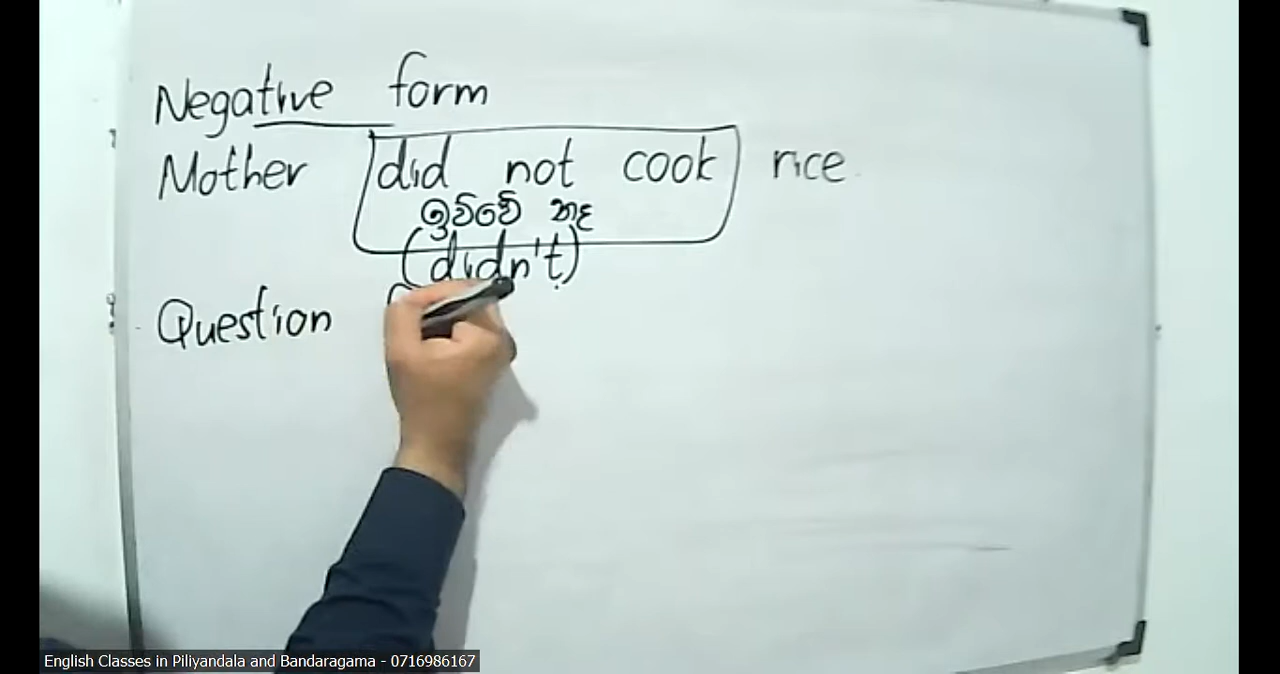 Negative form
Mother did not cook rice
ඉව්වේ නෑ
(didn't)
Question
English Classes in Piliyandala and Bandaragama - 0716986167